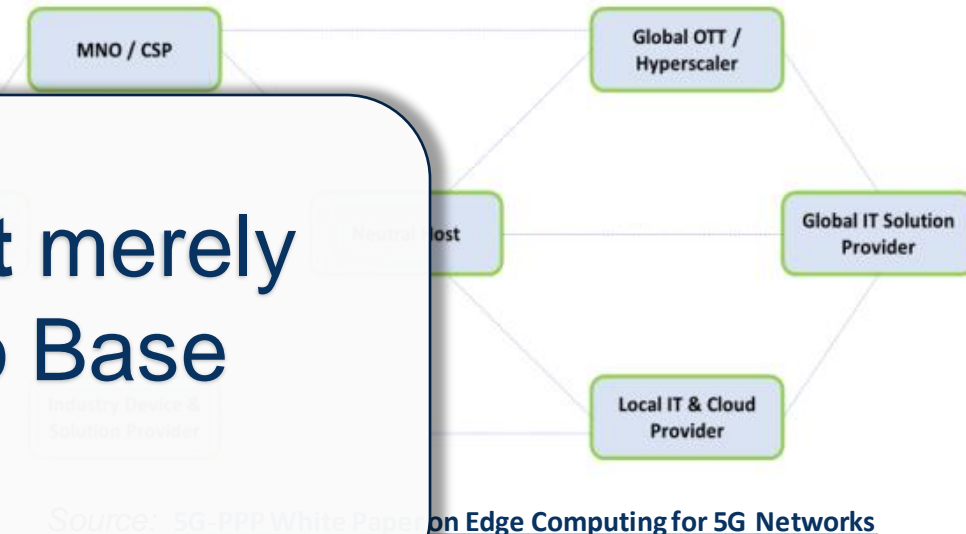 MNO / CSP
Global OTT /
Hyperscaler
t merely
Neutral Host
Global IT Solution
Provider
Base
Industry Device &
Solution Provider
Local IT & Cloud
Provider
Source: 5G-PPP White Paper on Edge Computing for 5G Networks